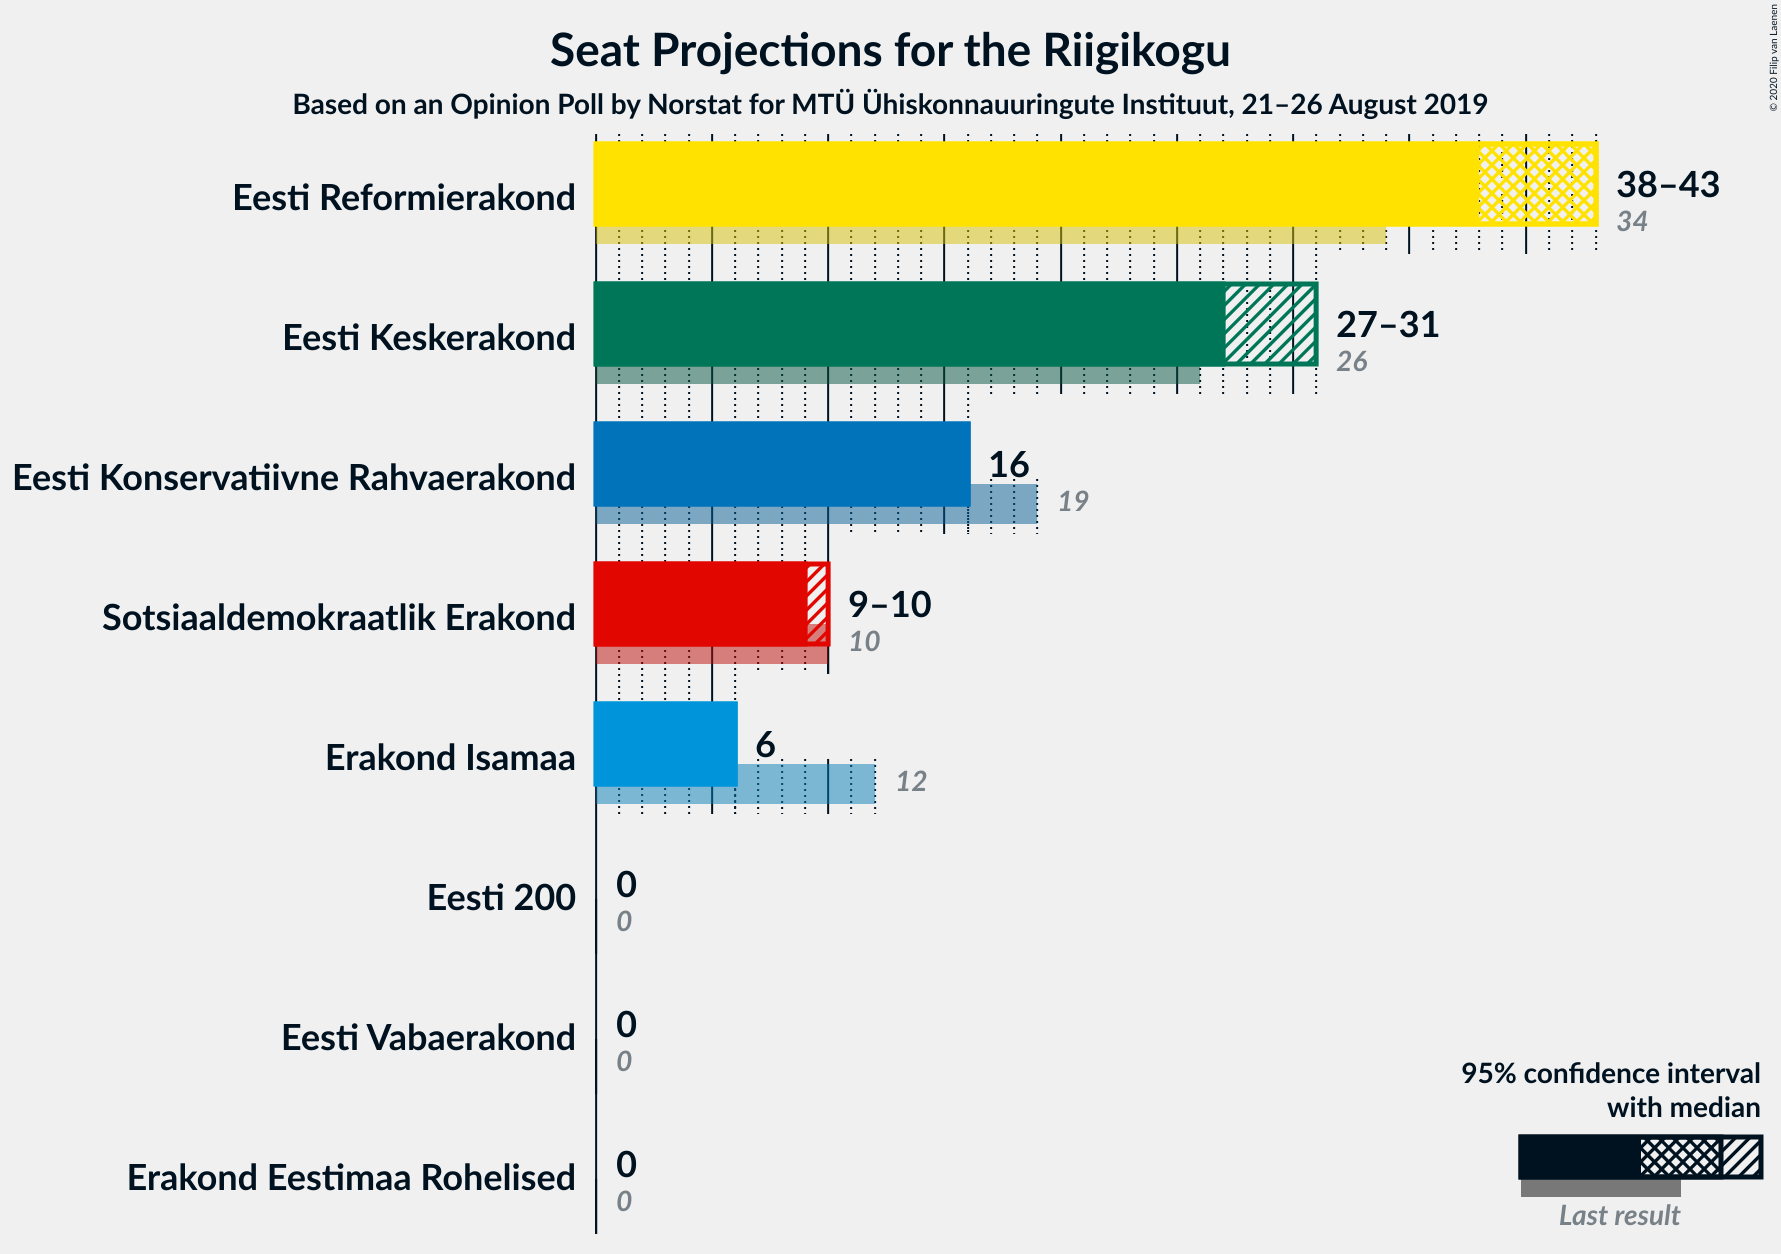 Seat Projections for the Riigikogu
Based on an Opinion Poll by Norstat for MTÜ Ühiskonnauuringute Instituut, 21–26 August 2019
© 2020 Filip van Laenen
Eesti Reformierakond
38–43
34
Eesti Keskerakond
27–31
26
Eesti Konservatiivne Rahvaerakond
16
19
Sotsiaaldemokraatlik Erakond
9–10
10
Erakond Isamaa
6
12
Eesti 200
0
0
Eesti Vabaerakond
0
0
Erakond Eestimaa Rohelised
0
0
95% confidence interval
with median
Last result